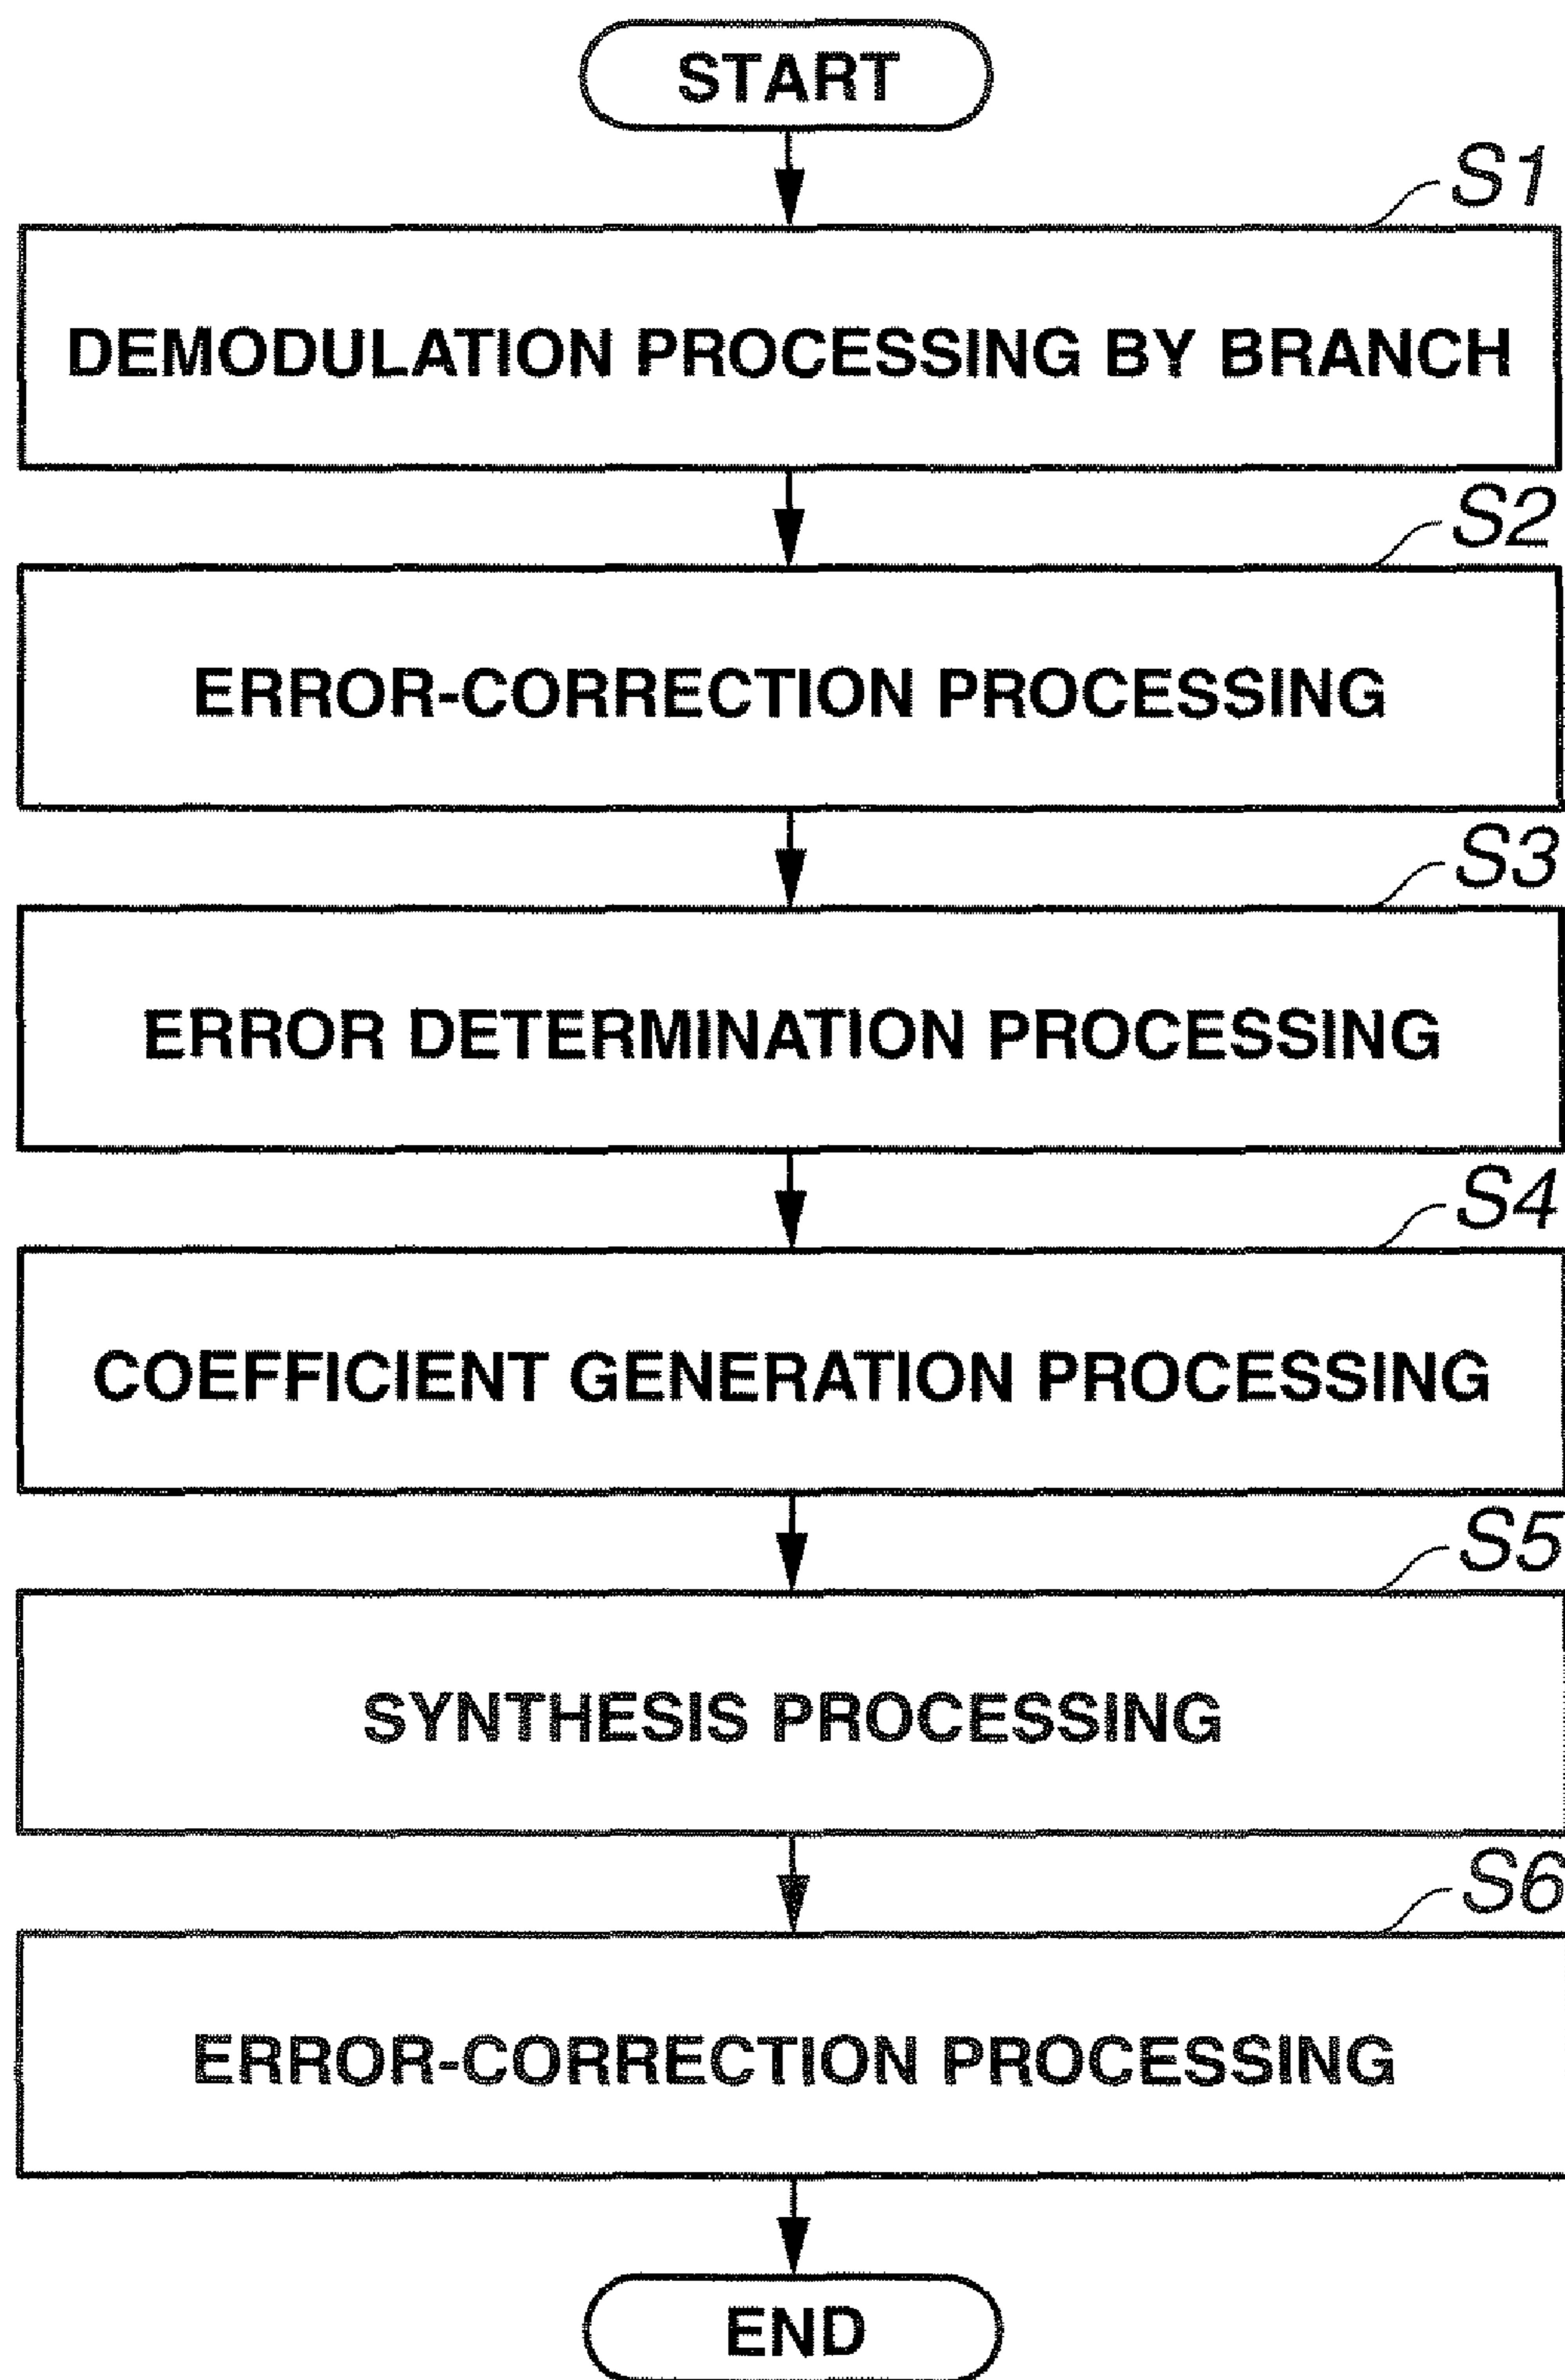 START
S1
DEMODULATION PROCESSING BY BRANCH
S2
ERROR-CORRECTION PROCESSING
S3
ERROR DETERMINATION PROCESSING
S4
COEFFICIENT GENERATION PROCESSING
S5
SYNTHESIS PROCESSING
S6
ERROR-CORRECTION PROCESSING
END